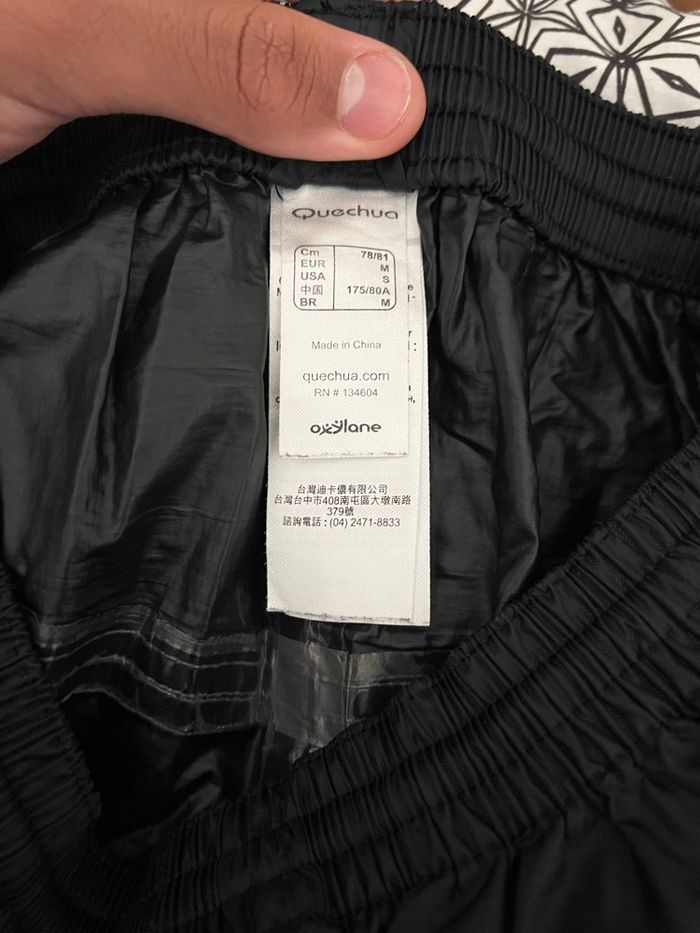 Quechua
Cm 78/81
EUR M
USA S
中国 175/80A
BR M
Made in China
quechua.com
RN # 134604
oxylane
台灣迪卡儂有限公司
台灣台中市408南屯區大墩南路
379號
諮詢電話 : (04) 2471-8833